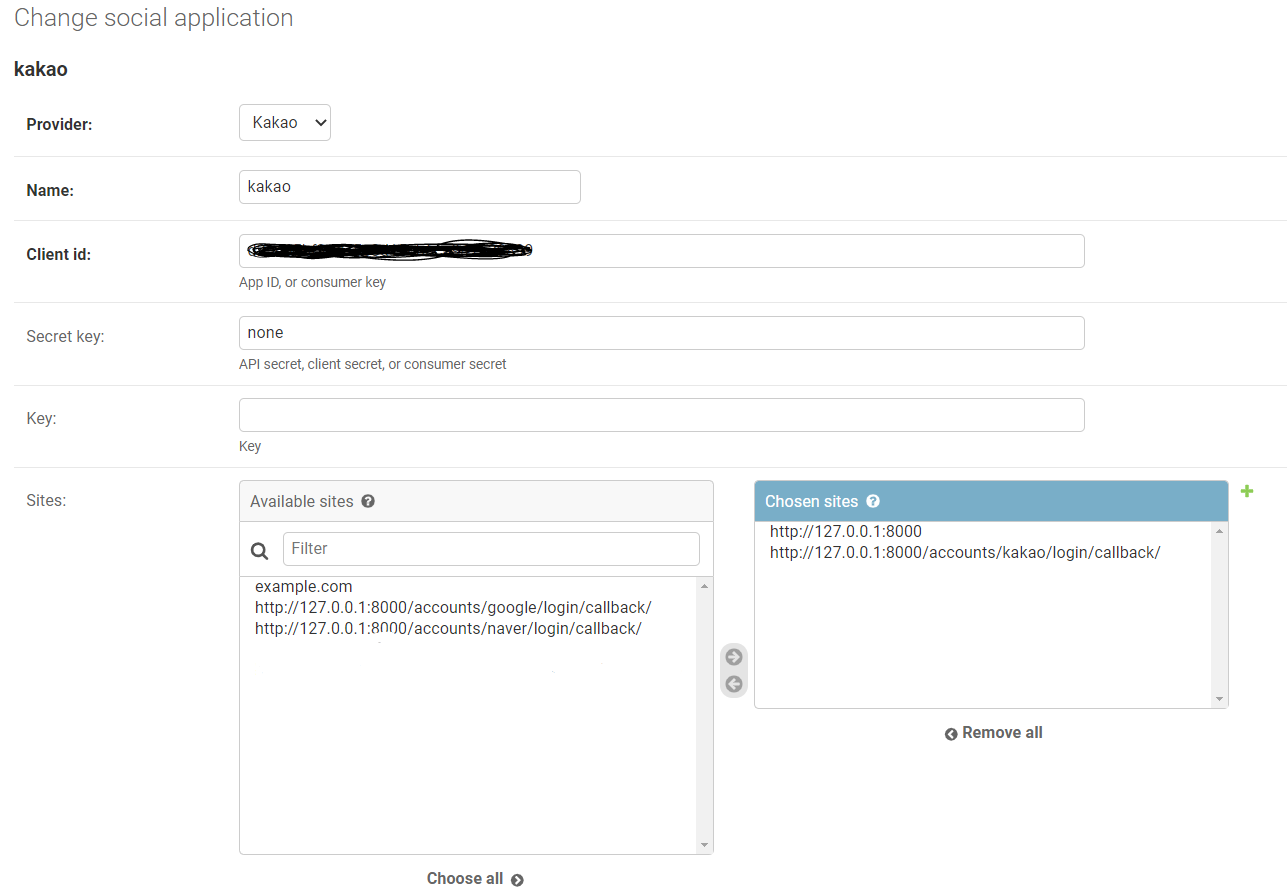 Change social application
kakao
Provider:
Kakao
Name:
kakao
Client id:
App ID, or consumer key
Secret key:
none
API secret, client secret, or consumer secret
Key:
Key
Sites:
Available sites
Filter
example.com
http://127.0.0.1:8000/accounts/google/login/callback/
http://127.0.0.1:8000/accounts/naver/login/callback/
Choose all
Chosen sites
http://127.0.0.1:8000
http://127.0.0.1:8000/accounts/kakao/login/callback/
Remove all